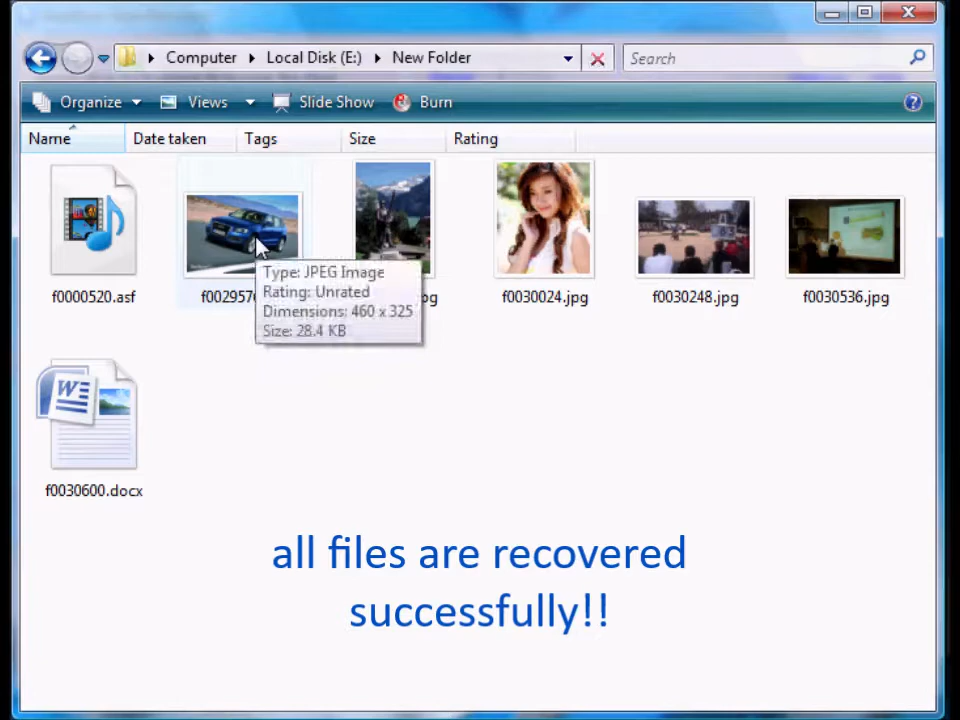 Computer Local Disk (E:) New Folder Search
Organize Views Slide Show Burn
Name Date taken Tags Size Rating
f0000520.asf
f0030024.jpg f0030248.jpg f0030536.jpg
Type: JPEG Image
Rating: Unrated
Dimensions: 460 x 325
Size: 28.4 KB
f0030600.docx
all files are recovered
successfully!!